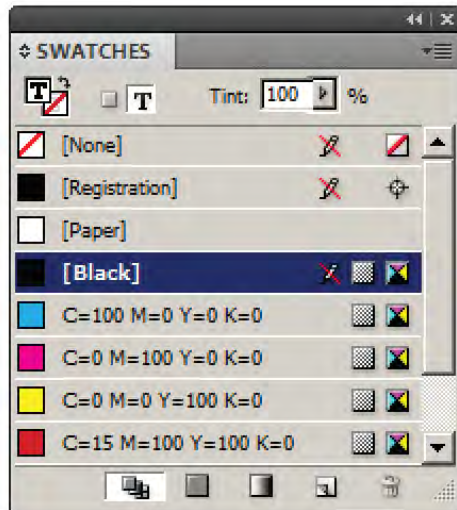 SWATCHES
T T Tint: 100 %
[None]
[Registration]
[Paper]
[Black]
C=100 M=0 Y=0 K=0
C=0 M=100 Y=0 K=0
C=0 M=0 Y=100 K=0
C=15 M=100 Y=100 K=0